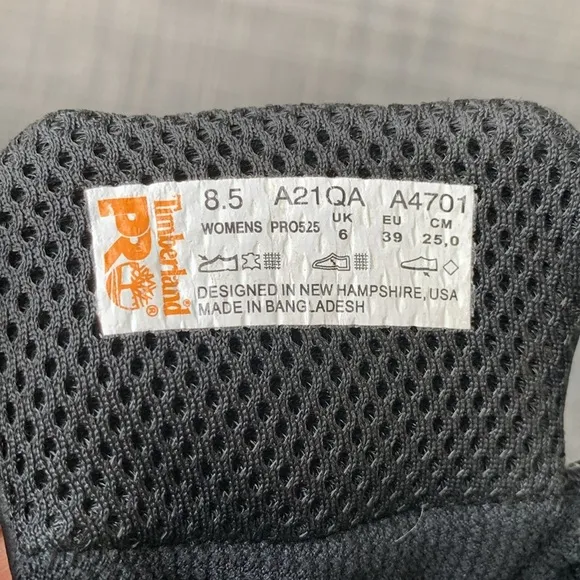 Timberland®
PRO
8.5 A21QA A4701
WOMENS PRO525 UK 6 EU 39 CM 25,0
DESIGNED IN NEW HAMPSHIRE, USA
MADE IN BANGLADESH